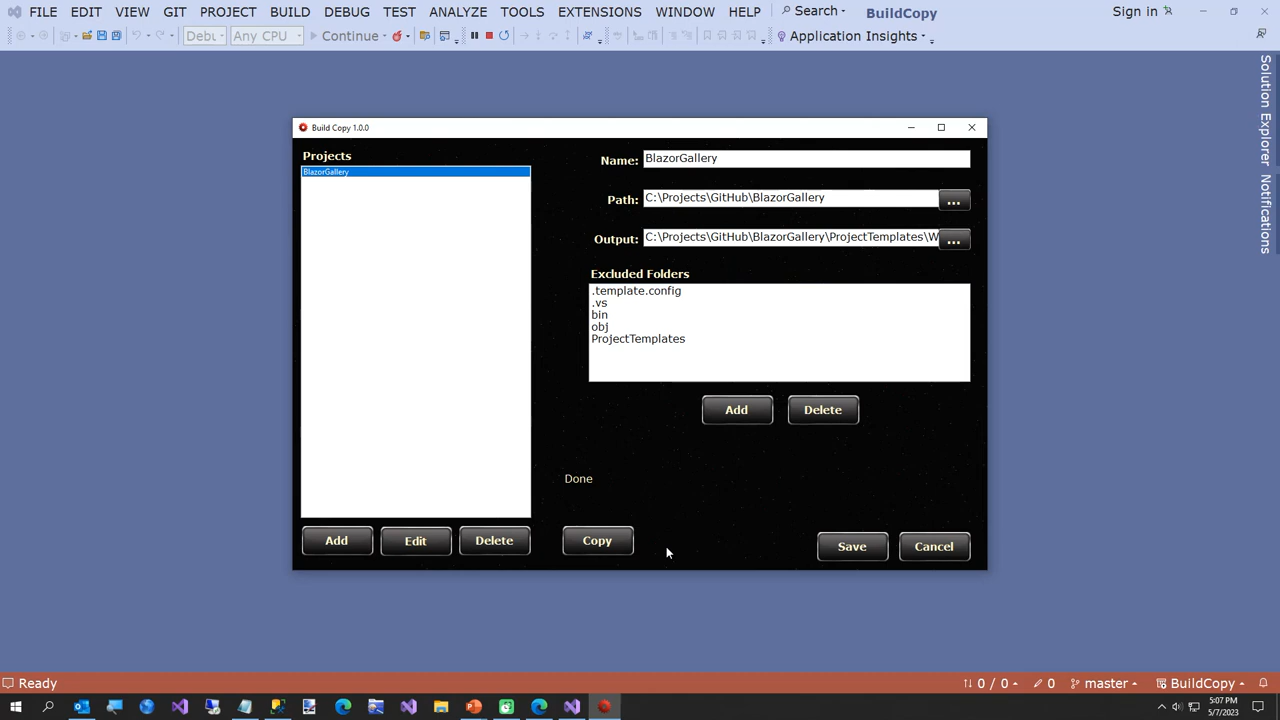 FILE EDIT VIEW GIT PROJECT BUILD DEBUG TEST ANALYZE TOOLS EXTENSIONS WINDOW HELP Search BuildCopy Sign in
Debu Any CPU Continue Application Insights
Solution Explorer
Notifications
Build Copy 1.0.0
Projects
BlazorGallery
Name: BlazorGallery
Path: C:\Projects\GitHub\BlazorGallery ...
Output: C:\Projects\GitHub\BlazorGallery\ProjectTemplates\W ...
Excluded Folders
.template.config
.vs
bin
obj
ProjectTemplates
Add Delete
Done
Add Edit Delete Copy Save Cancel
Ready 0 / 0 0 master BuildCopy
5:07 PM
5/7/2023